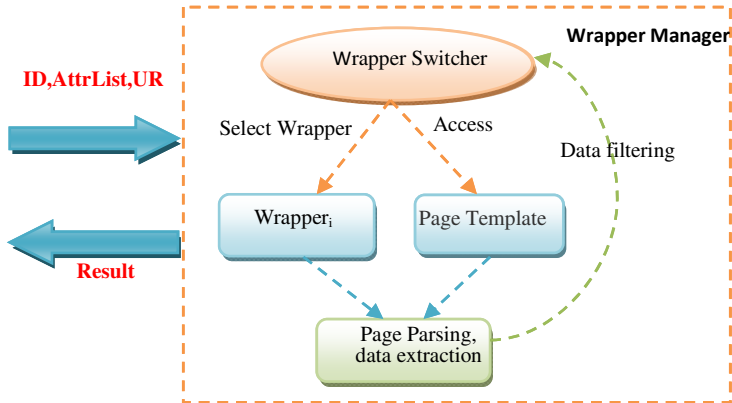 Wrapper Manager
ID,AttrList,UR
Wrapper Switcher
Select Wrapper
Access
Data filtering
Wrapperᵢ
Page Template
Result
Page Parsing,
data extraction